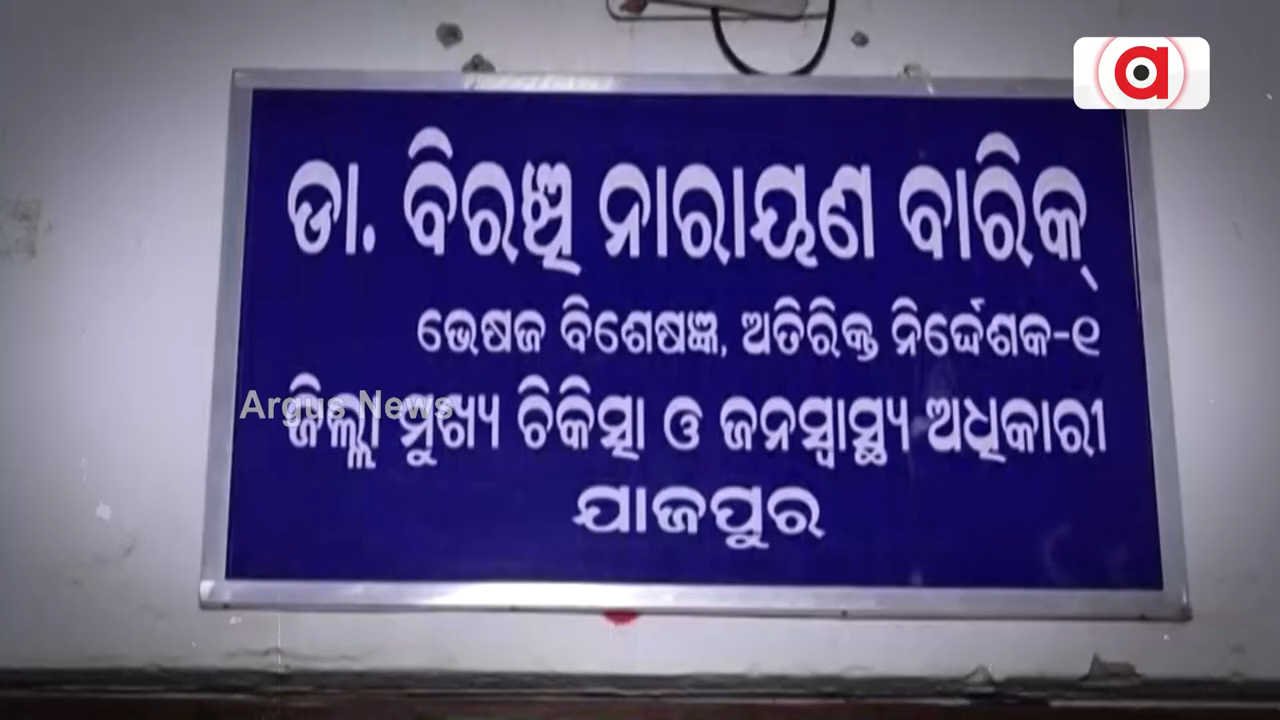 ଡା. ବିରଞ୍ଚି ନାରାୟଣ ବାରିକ୍
ଭେଷଜ ବିଶେଷଜ୍ଞ, ଅତିରିକ୍ତ ନିର୍ଦ୍ଦେଶକ-୧
ଜିଲ୍ଲା ମୁଖ୍ୟ ଚିକିତ୍ସା ଓ ଜନସ୍ୱାସ୍ଥ୍ୟ ଅଧିକାରୀ
Argus News
ଯାଜପୁର